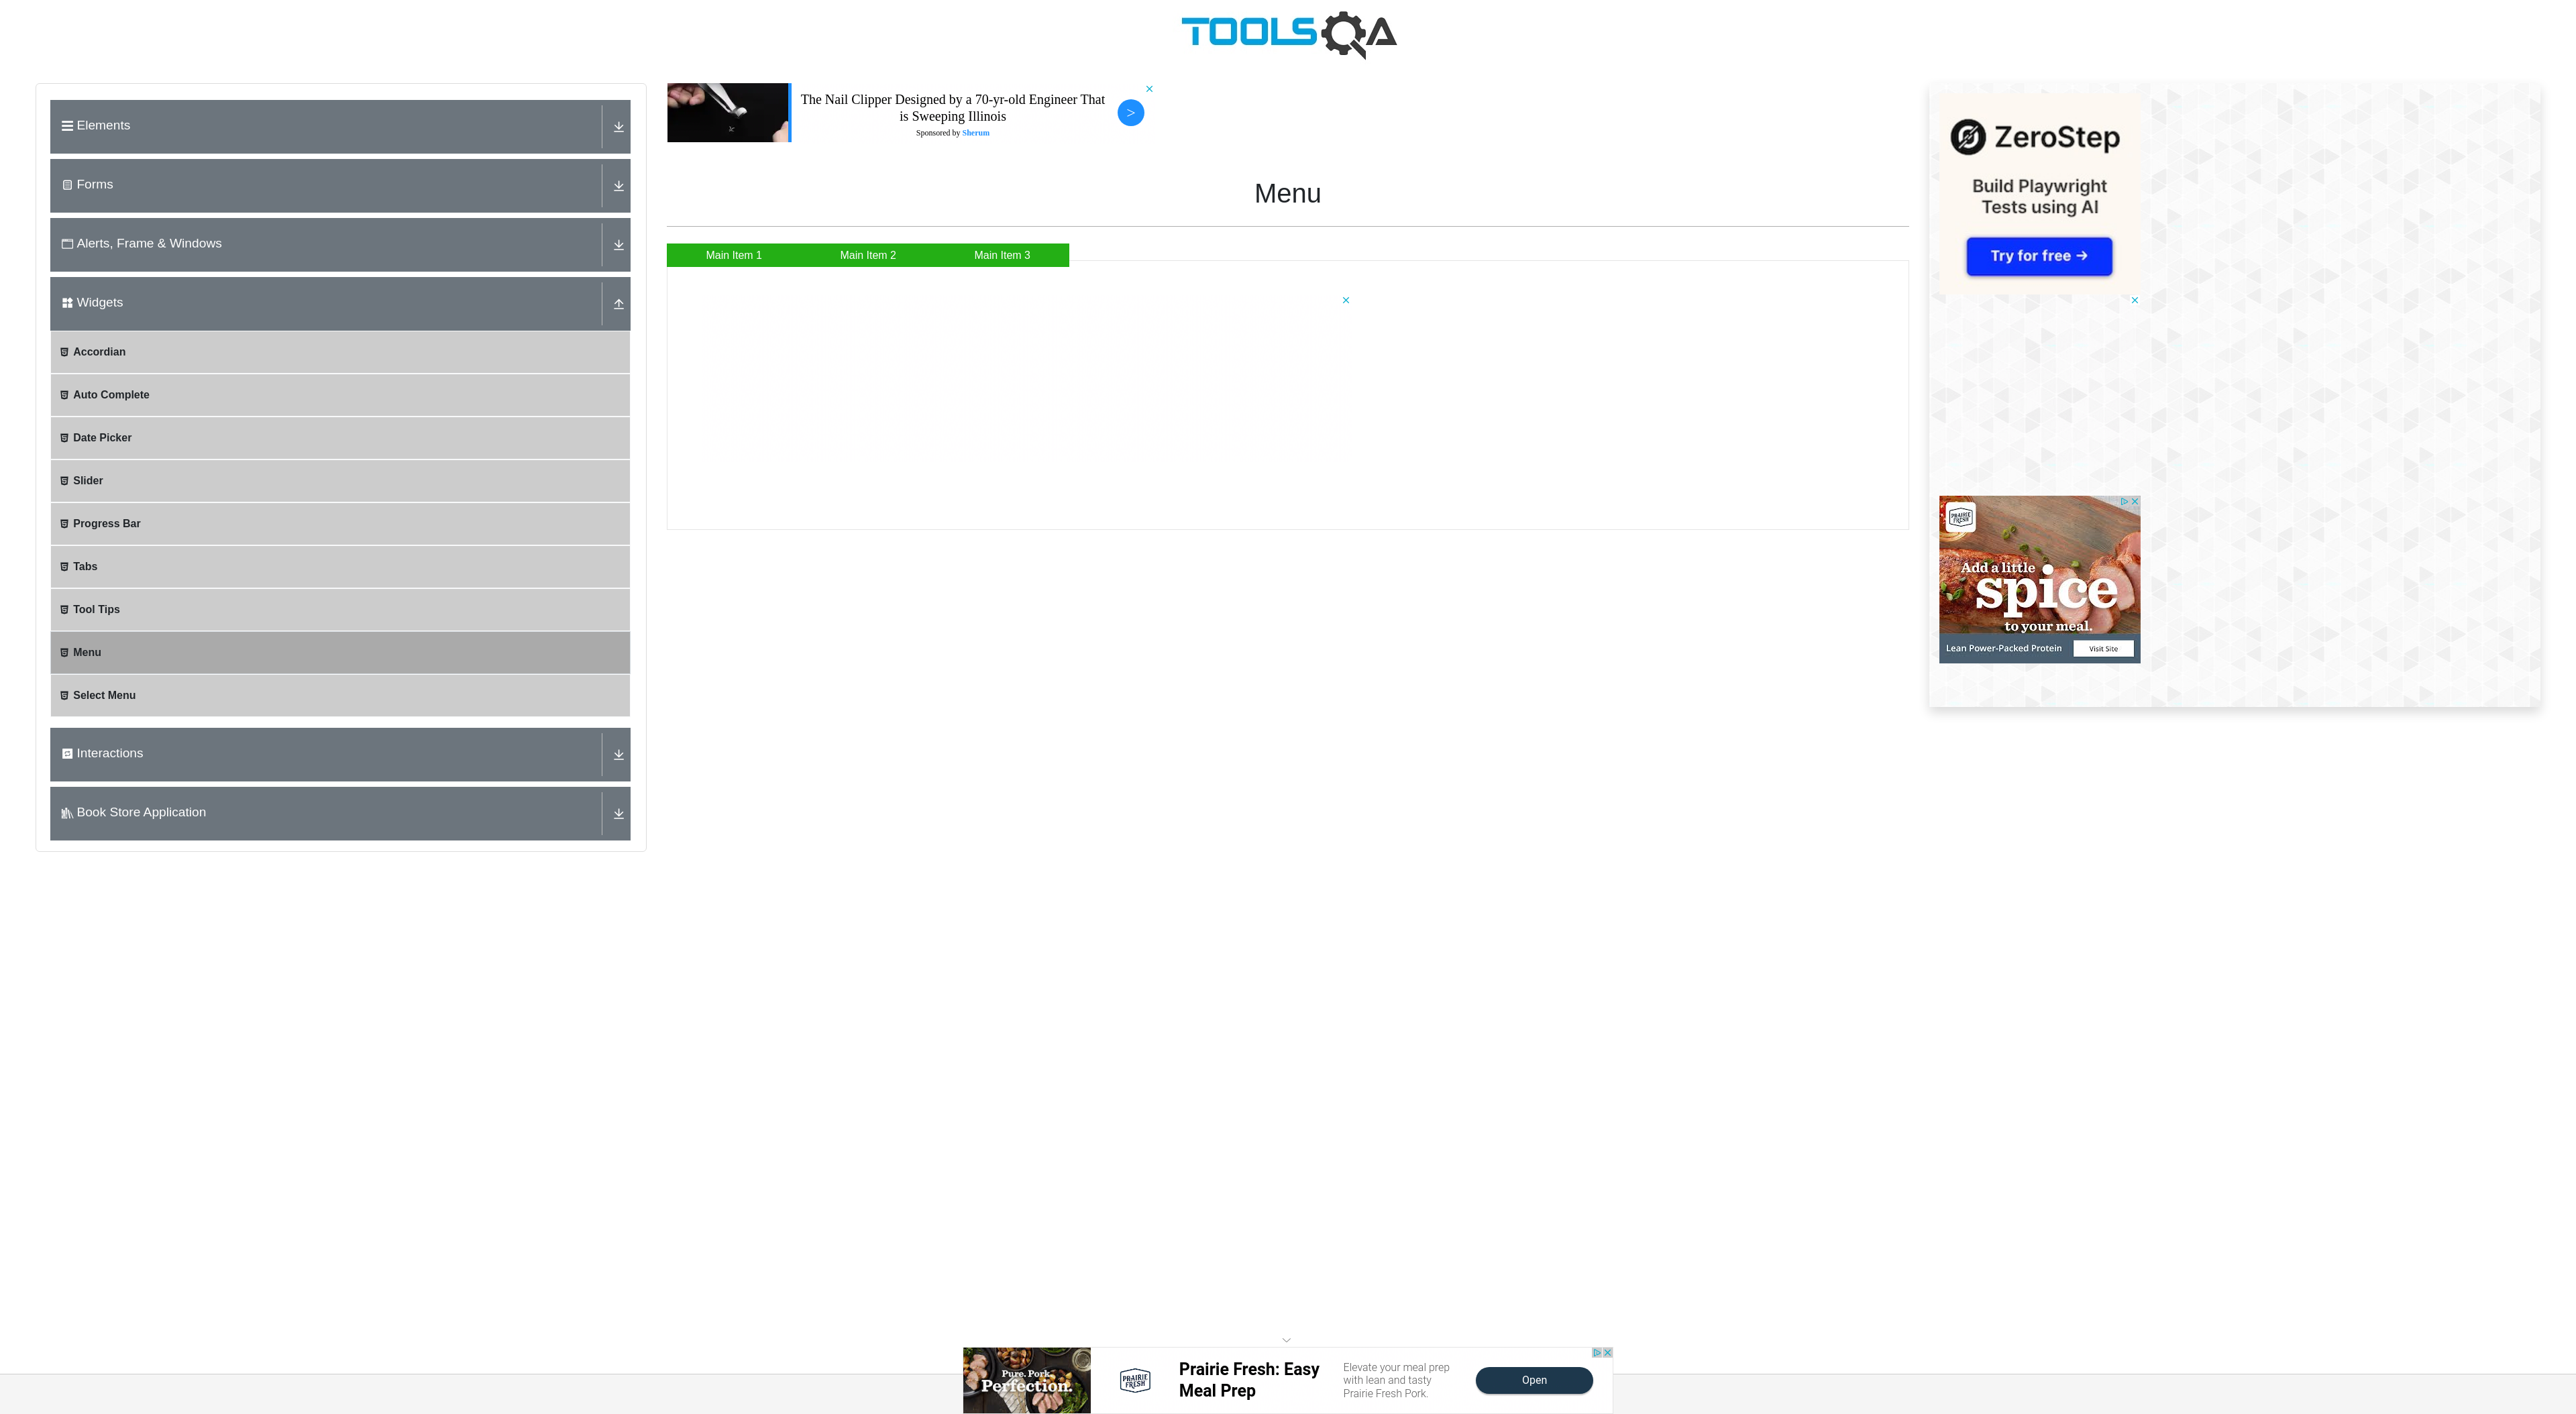 TOOLSQA
Elements
Forms
Alerts, Frame & Windows
Widgets
Accordian
Auto Complete
Date Picker
Slider
Progress Bar
Tabs
Tool Tips
Menu
Select Menu
Interactions
Book Store Application
The Nail Clipper Designed by a 70-yr-old Engineer That
is Sweeping Illinois
Sponsored by Sherum
>
Menu
Main Item 1
Main Item 2
Main Item 3
ZeroStep
Build Playwright
Tests using AI
Try for free →
PRAIRIE
FRESH
Add a little
spice
to your meal.
Lean Power-Packed Protein
Visit Site
Pure. Pork.
Perfection.
PRAIRIE
FRESH
Prairie Fresh: Easy
Meal Prep
Elevate your meal prep
with lean and tasty
Prairie Fresh Pork.
Open